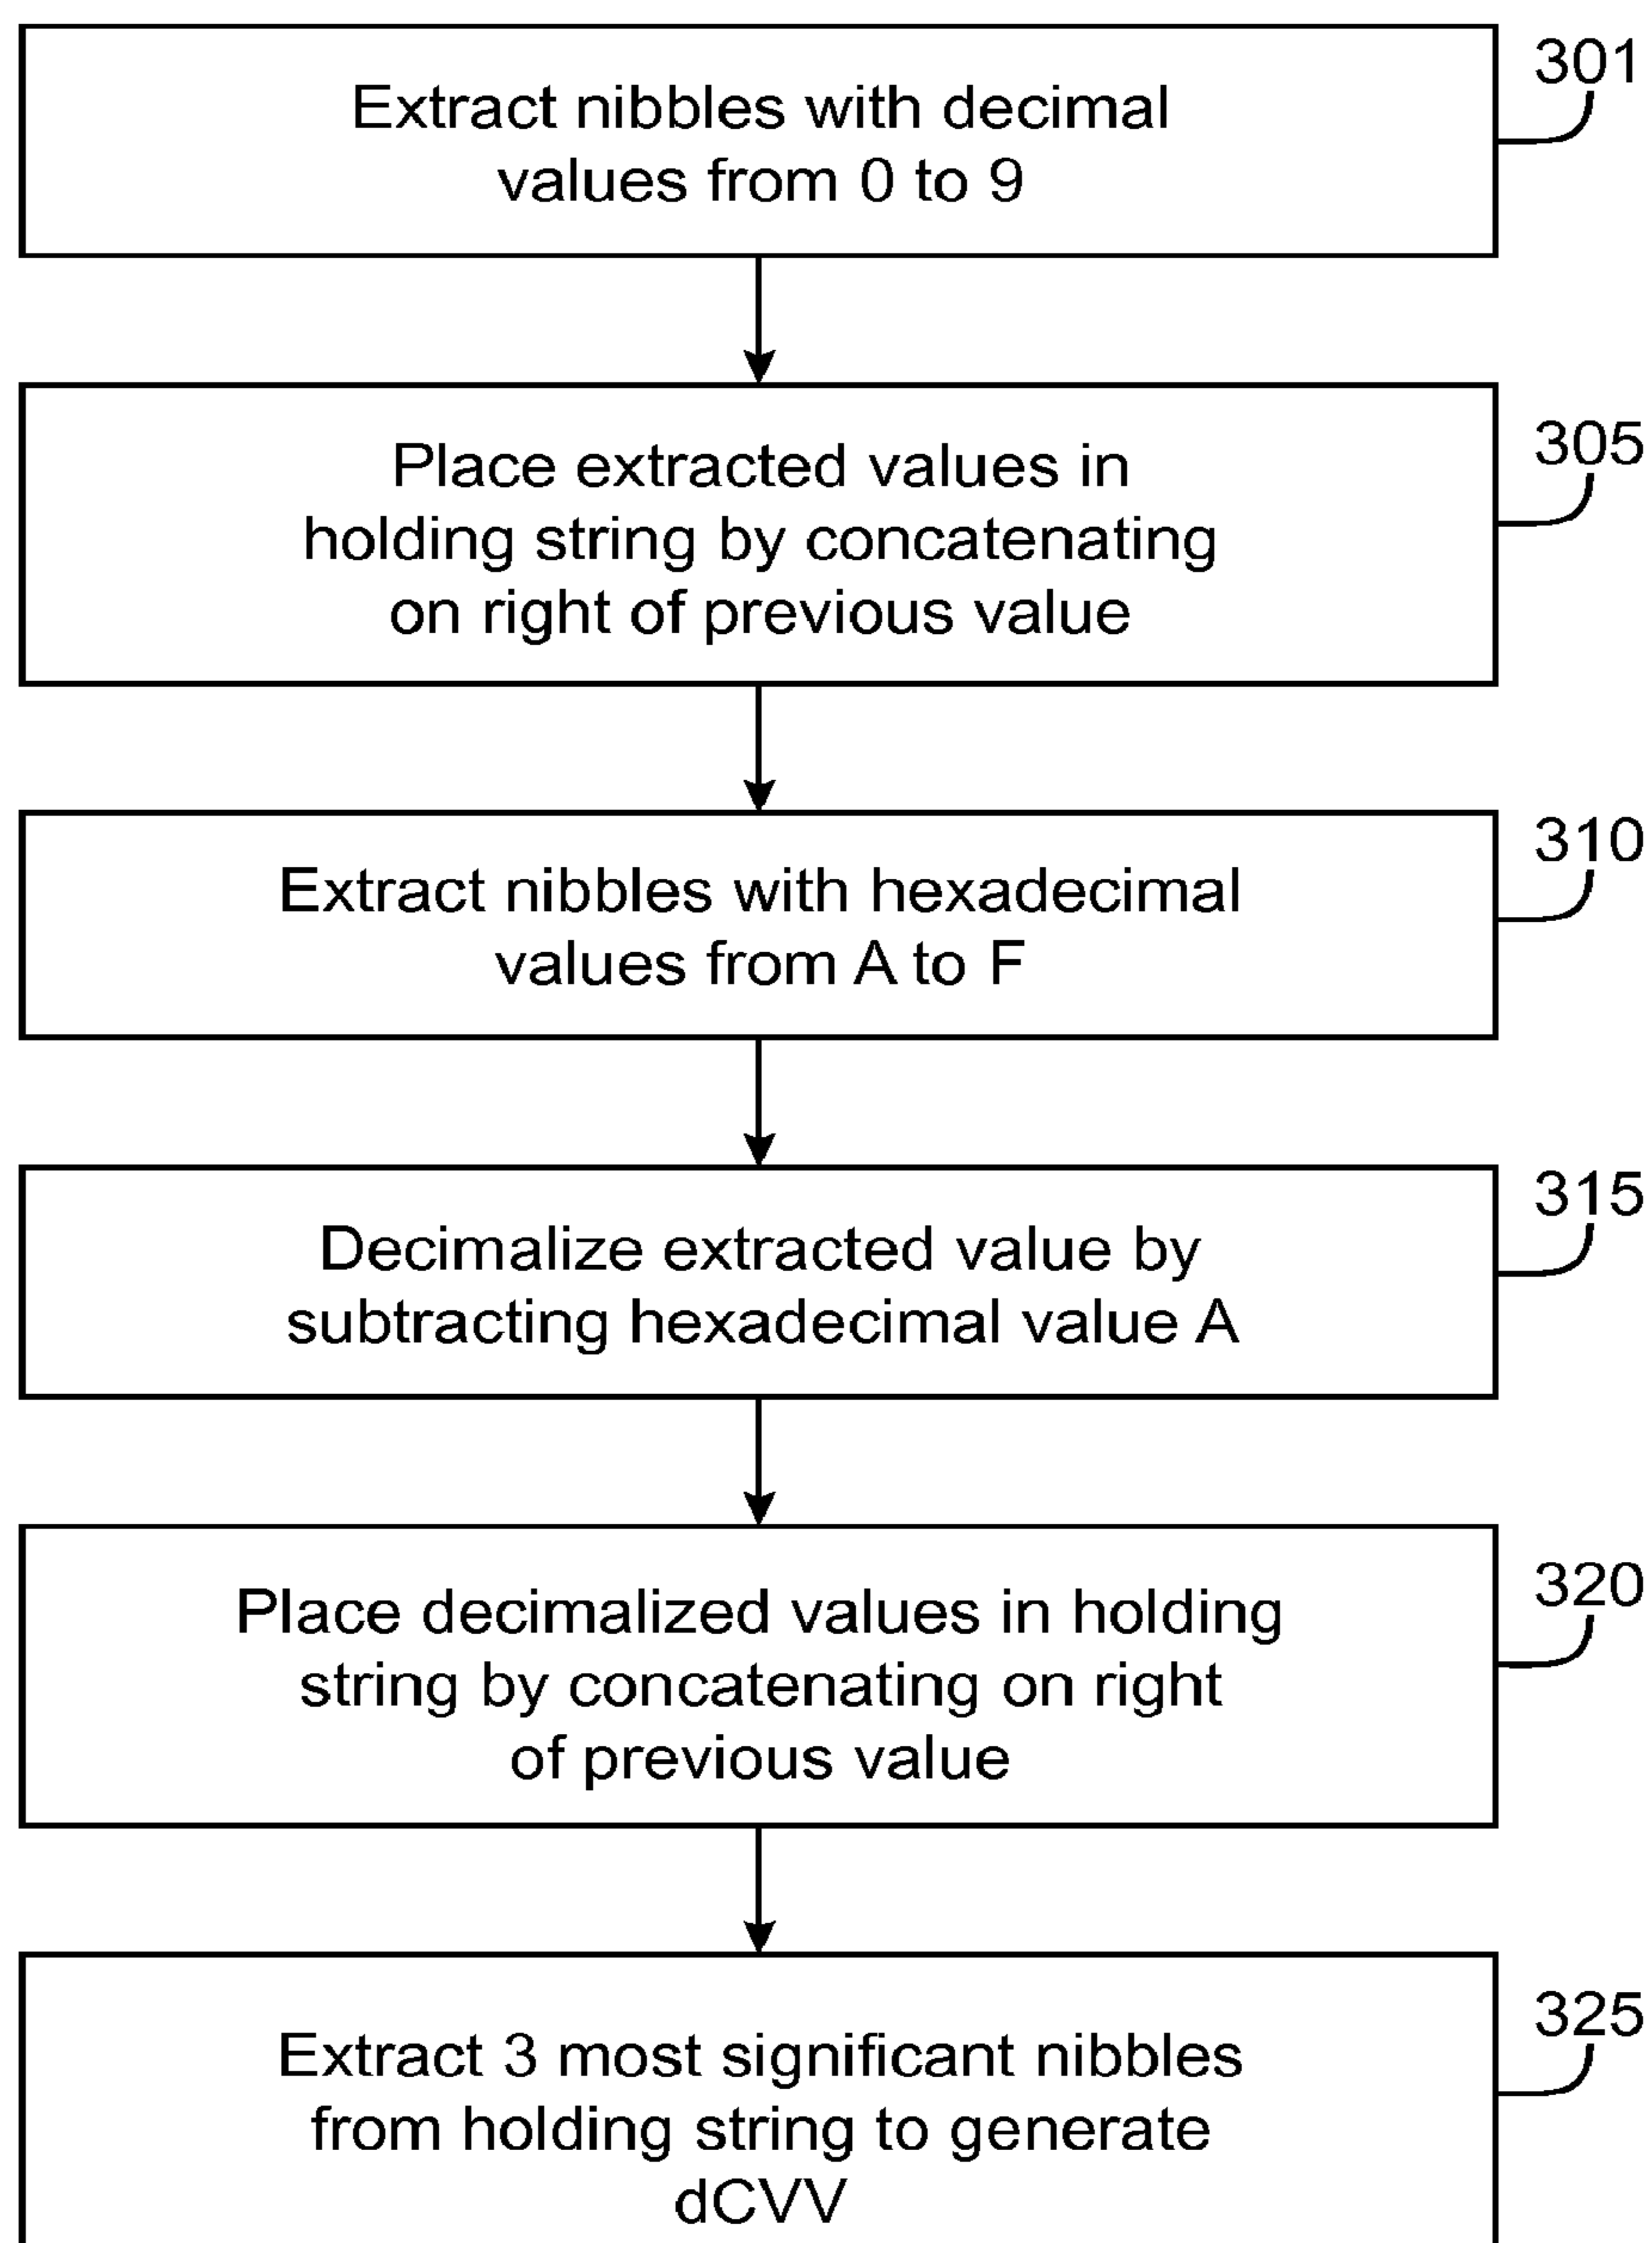 301
Extract nibbles with decimal
values from 0 to 9
305
Place extracted values in
holding string by concatenating
on right of previous value
310
Extract nibbles with hexadecimal
values from A to F
315
Decimalize extracted value by
subtracting hexadecimal value A
320
Place decimalized values in holding
string by concatenating on right
of previous value
325
Extract 3 most significant nibbles
from holding string to generate
dCVV